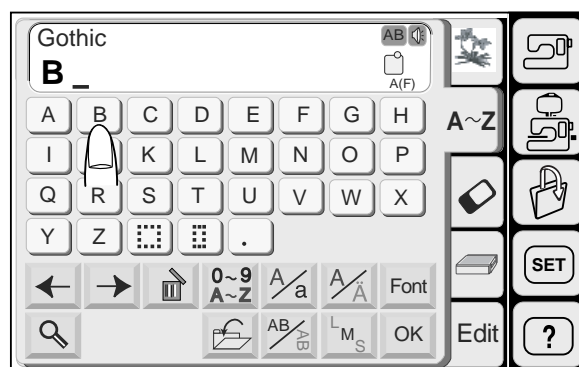 Gothic AB
B _
A(F)
A B C D E F G H
I K L M N O P
Q R S T U V W X
Y Z .
A~Z
0~9
A~Z
A/a
A/Ä
Font
AB/AB
L M S
OK
Edit
SET
?